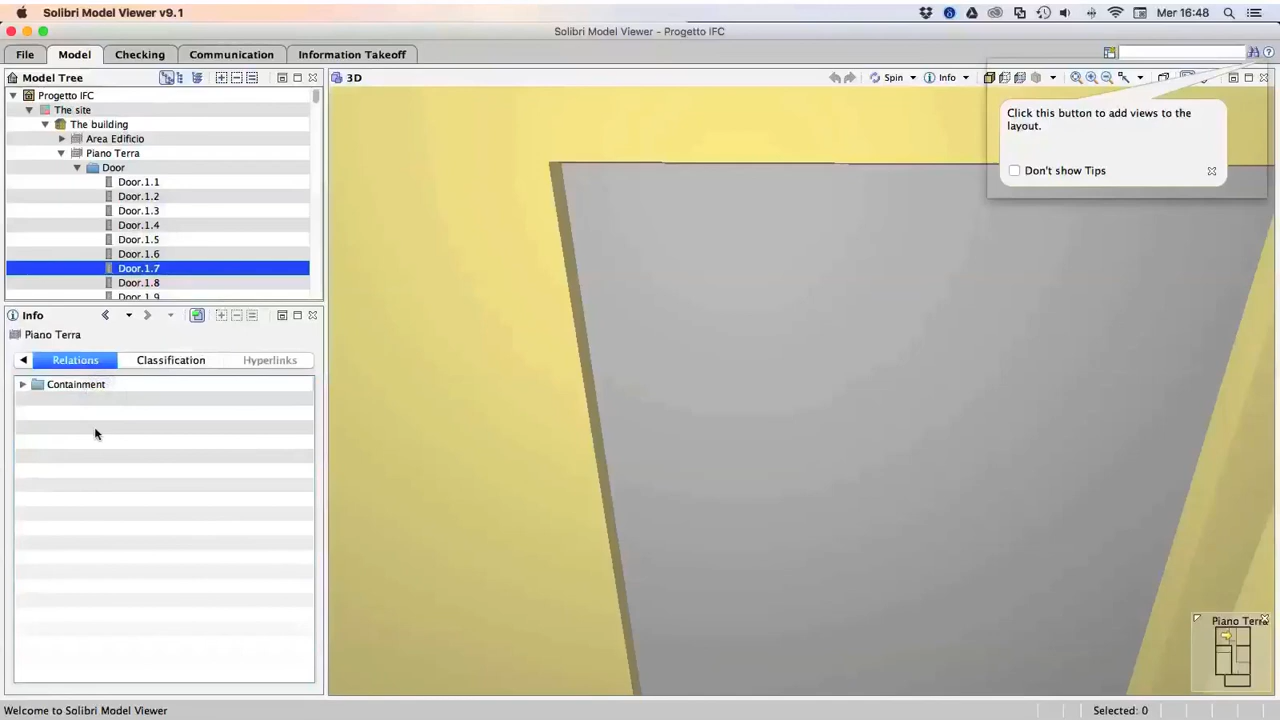 Solibri Model Viewer v9.1
Mer 16:48
Solibri Model Viewer - Progetto IFC
File
Model
Checking
Communication
Information Takeoff
Model Tree
3D
Spin
Info
Progetto IFC
The site
The building
Area Edificio
Piano Terra
Door
Door.1.1
Door.1.2
Door.1.3
Door.1.4
Door.1.5
Door.1.6
Door.1.7
Door.1.8
Door.1.9
Click this button to add views to the
layout.
Don't show Tips
Info
Piano Terra
Relations
Classification
Hyperlinks
Containment
Piano Terra
Welcome to Solibri Model Viewer
Selected: 0